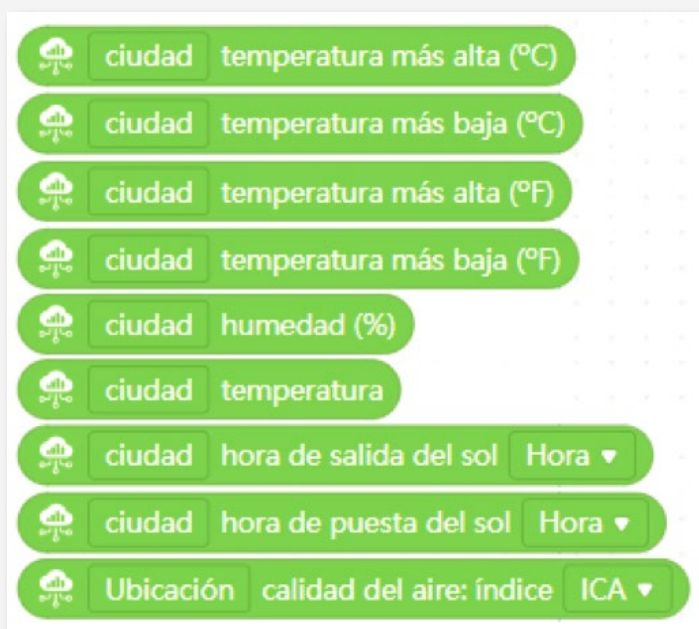 ciudad temperatura más alta (ºC)
ciudad temperatura más baja (ºC)
ciudad temperatura más alta (ºF)
ciudad temperatura más baja (ºF)
ciudad humedad (%)
ciudad temperatura
ciudad hora de salida del sol Hora
ciudad hora de puesta del sol Hora
Ubicación calidad del aire: índice ICA